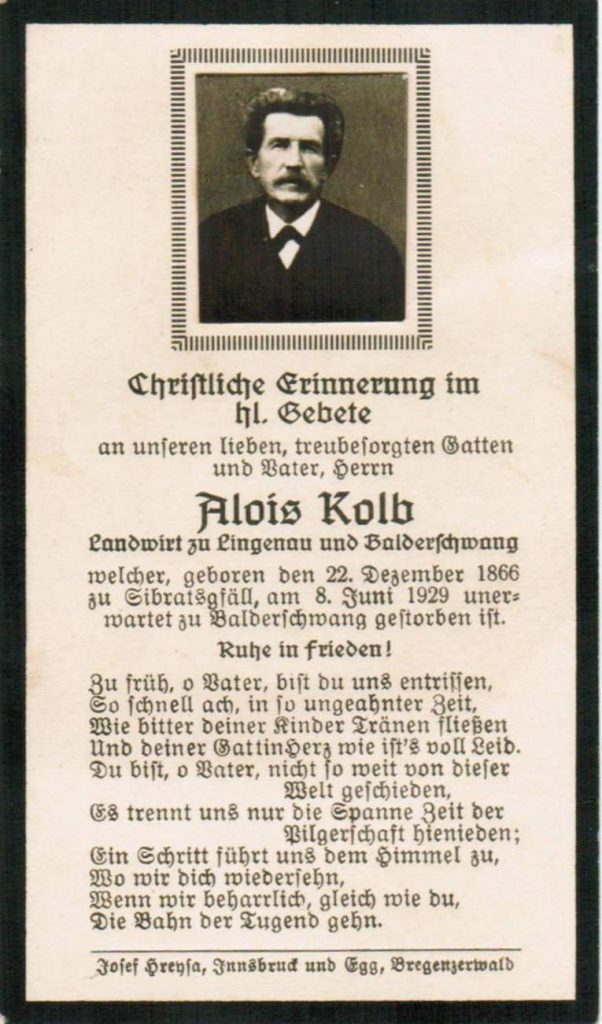 Christliche Erinnerung im
hl. Gebete
an unseren lieben, treubesorgten Gatten
und Vater, Herrn
Alois Kolb
Landwirt zu Lingenau und Balderschwang
welcher, geboren den 22. Dezember 1866
zu Sibratsgfäll, am 8. Juni 1929 uner-
wartet zu Balderschwang gestorben ist.
Ruhe in Frieden!
Zu früh, o Vater, bist du uns entrissen,
So schnell ach, in so ungeahnter Zeit,
Wie bitter deiner Kinder Tränen fließen
Und deiner GattinHerz wie ist's voll Leid.
Du bist, o Vater, nicht so weit von dieser
Welt geschieden,
Es trennt uns nur die Spanne Zeit der
Pilgerschaft hienieden;
Ein Schritt führt uns dem Himmel zu,
Wo wir dich wiedersehn,
Wenn wir beharrlich, gleich wie du,
Die Bahn der Tugend gehn.
Josef Hreysa, Innsbruck und Egg, Bregenzerwald